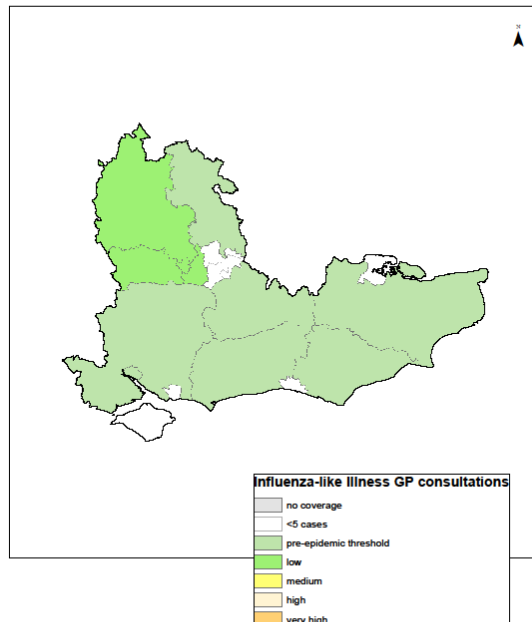 N
Influenza-like Illness GP consultations
no coverage
<5 cases
pre-epidemic threshold
low
medium
high
very high